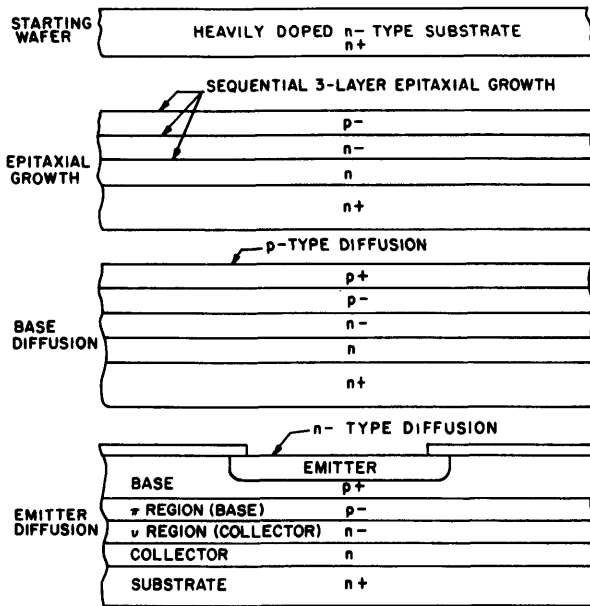 STARTING
WAFER
HEAVILY DOPED n- TYPE SUBSTRATE
n+
SEQUENTIAL 3-LAYER EPITAXIAL GROWTH
EPITAXIAL
GROWTH
p-
n-
n
n+
p-TYPE DIFFUSION
BASE
DIFFUSION
p+
p-
n-
n
n+
n- TYPE DIFFUSION
EMITTER
DIFFUSION
EMITTER
BASE p+
π REGION (BASE) p-
ν REGION (COLLECTOR) n-
COLLECTOR n
SUBSTRATE n+